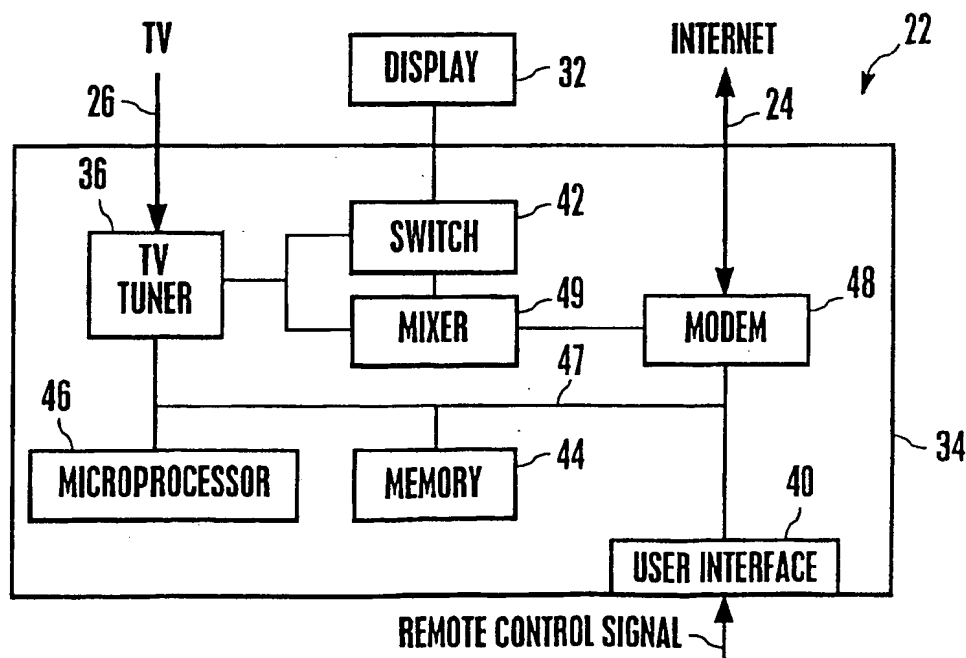 TV
INTERNET
22
DISPLAY
32
26
24
36
42
TV
TUNER
SWITCH
49
MIXER
48
MODEM
47
46
MICROPROCESSOR
MEMORY
44
34
40
USER INTERFACE
REMOTE CONTROL SIGNAL